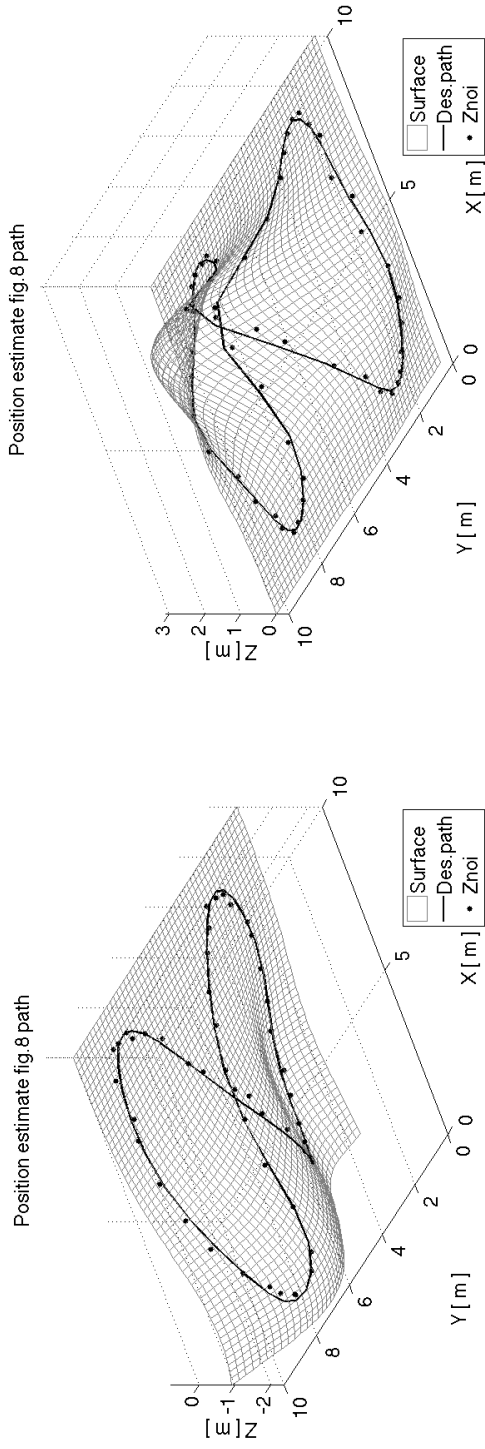 Position estimate fig.8 path
0
-1
-2
Z [ m ]
10
8
6
4
2
0
Y [ m ]
0
5
10
X [ m ]
Surface
Des.path
Znoi
Position estimate fig.8 path
3
2
1
0
Z [ m ]
10
8
6
4
2
0
Y [ m ]
0
5
10
X [ m ]
Surface
Des.path
Znoi